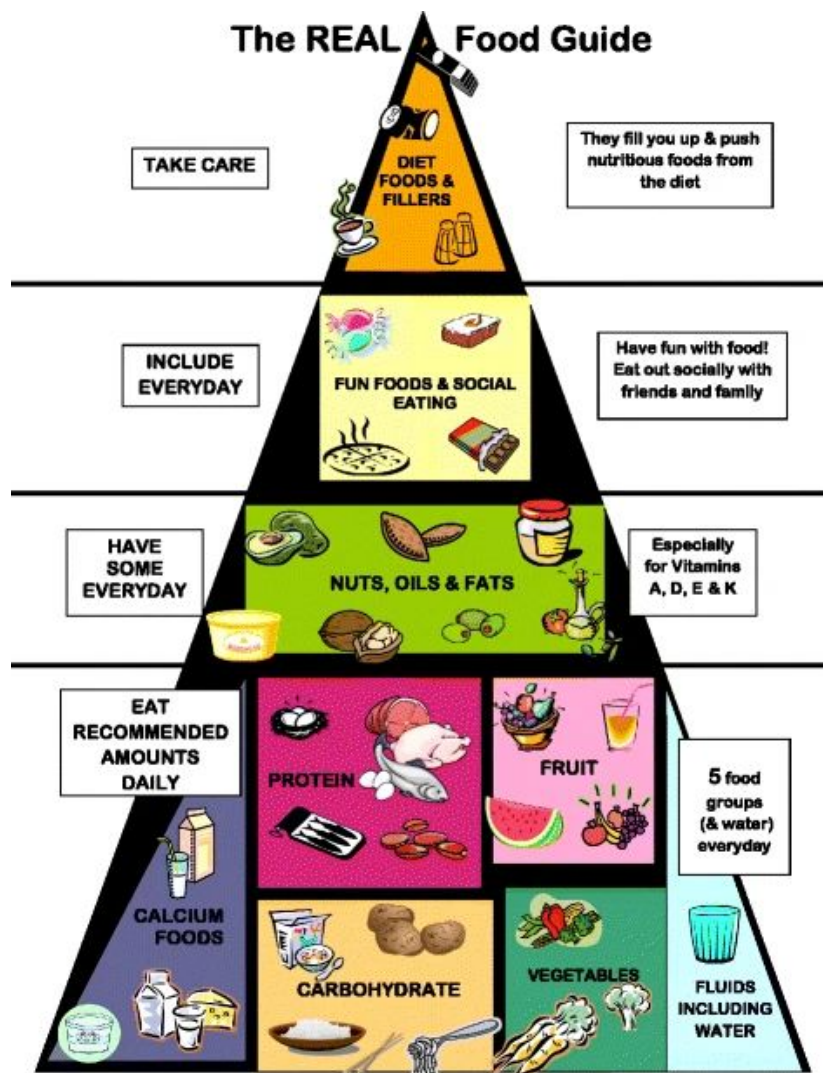 The REAL Food Guide
TAKE CARE
DIET
FOODS &
FILLERS
They fill you up & push
nutritious foods from
the diet
INCLUDE
EVERYDAY
FUN FOODS & SOCIAL
EATING
Have fun with food!
Eat out socially with
friends and family
HAVE
SOME
EVERYDAY
NUTS, OILS & FATS
Especially
for Vitamins
A, D, E & K
EAT
RECOMMENDED
AMOUNTS
DAILY
PROTEIN
FRUIT
5 food
groups
(& water)
everyday
CALCIUM
FOODS
CARBOHYDRATE
VEGETABLES
FLUIDS
INCLUDING
WATER